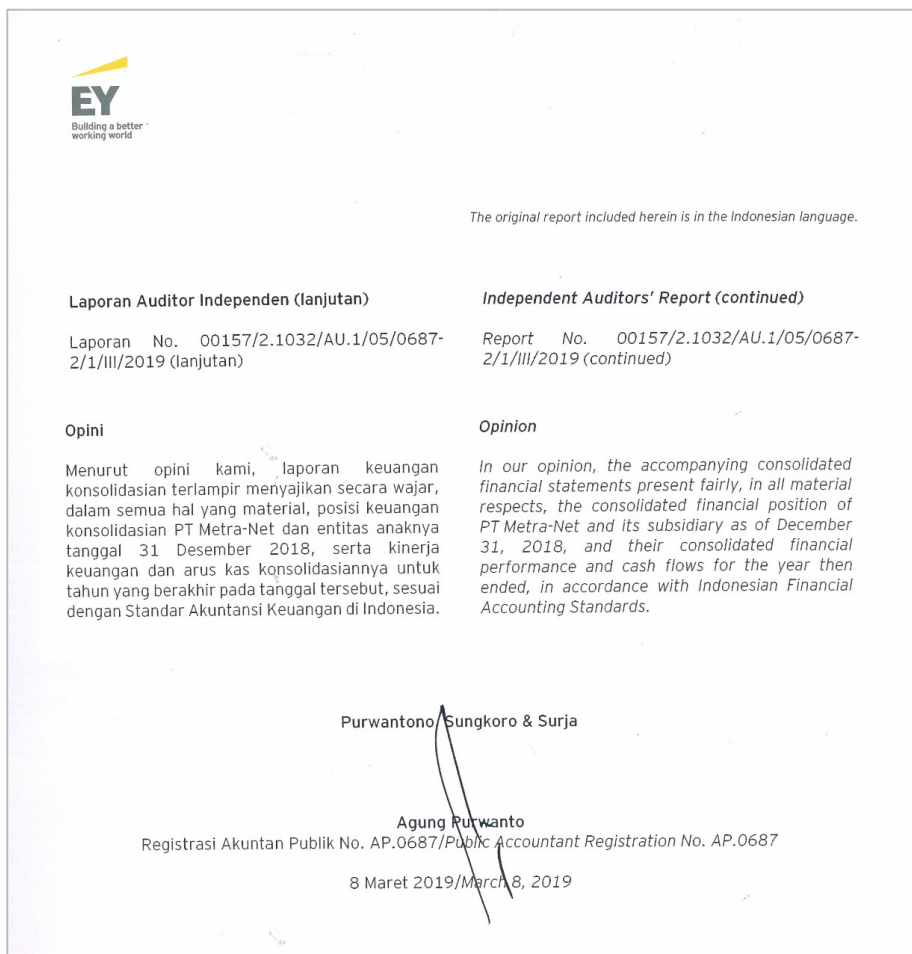 EY
Building a better
working world
The original report included herein is in the Indonesian language.
Laporan Auditor Independen (lanjutan)
Laporan No. 00157/2.1032/AU.1/05/0687-
2/1/III/2019 (lanjutan)
Opini
Menurut opini kami, laporan keuangan
konsolidasian terlampir menyajikan secara wajar,
dalam semua hal yang material, posisi keuangan
konsolidasian PT Metra-Net dan entitas anaknya
tanggal 31 Desember 2018, serta kinerja
keuangan dan arus kas konsolidasiannya untuk
tahun yang berakhir pada tanggal tersebut, sesuai
dengan Standar Akuntansi Keuangan di Indonesia.
Independent Auditors' Report (continued)
Report No. 00157/2.1032/AU.1/05/0687-
2/1/III/2019 (continued)
Opinion
In our opinion, the accompanying consolidated
financial statements present fairly, in all material
respects, the consolidated financial position of
PT Metra-Net and its subsidiary as of December
31, 2018, and their consolidated financial
performance and cash flows for the year then
ended, in accordance with Indonesian Financial
Accounting Standards.
Purwantono, Sungkoro & Surja
Agung Purwanto
Registrasi Akuntan Publik No. AP.0687/Public Accountant Registration No. AP.0687
8 Maret 2019/March 8, 2019